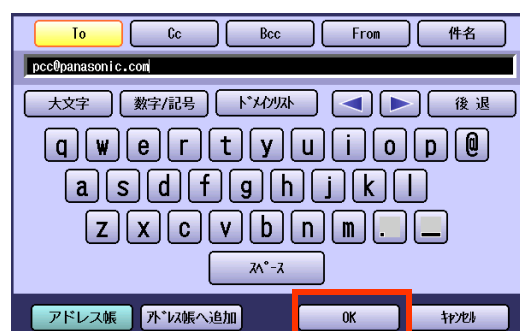 To Cc Bcc From 件名
pcc@panasonic.com
大文字 数字/記号 ﾄﾞﾒｲﾝﾘｽﾄ 後 退
q w e r t y u i o p @
a s d f g h j k l
z x c v b n m . _
ｽﾍﾟｰｽ
アドレス帳 ｱﾄﾞﾚｽ帳へ追加 OK ｷｬﾝｾﾙ